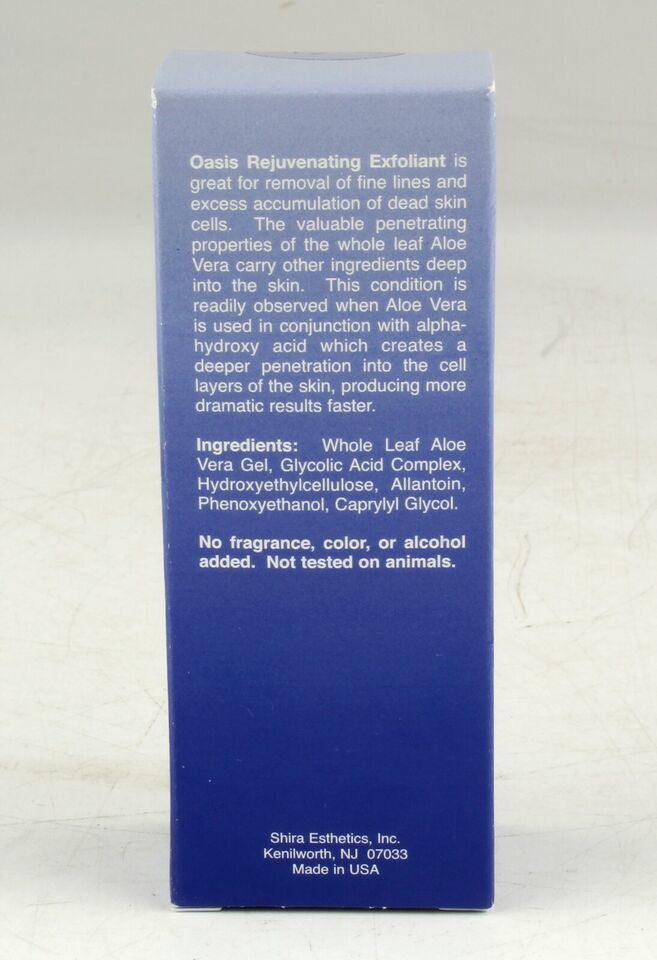 Oasis Rejuvenating Exfoliant is
great for removal of fine lines and
excess accumulation of dead skin
cells. The valuable penetrating
properties of the whole leaf Aloe
Vera carry other ingredients deep
into the skin. This condition is
readily observed when Aloe Vera
is used in conjunction with alpha-
hydroxy acid which creates a
deeper penetration into the cell
layers of the skin, producing more
dramatic results faster.
Ingredients: Whole Leaf Aloe
Vera Gel, Glycolic Acid Complex,
Hydroxyethylcellulose, Allantoin,
Phenoxyethanol, Caprylyl Glycol.
No fragrance, color, or alcohol
added. Not tested on animals.
Shira Esthetics, Inc.
Kenilworth, NJ 07033
Made in USA